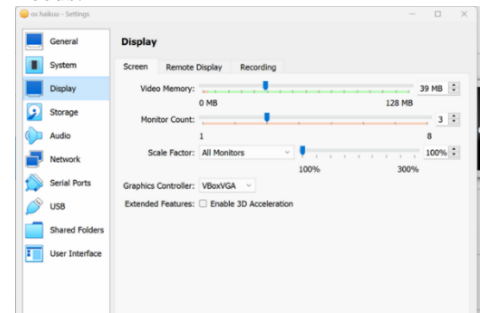 os haikuu - Settings
General
System
Display
Storage
Audio
Network
Serial Ports
USB
Shared Folders
User Interface
Display
Screen Remote Display Recording
Video Memory: 39 MB
0 MB 128 MB
Monitor Count: 3
1 8
Scale Factor: All Monitors 100%
100% 300%
Graphics Controller: VBoxVGA
Extended Features: Enable 3D Acceleration